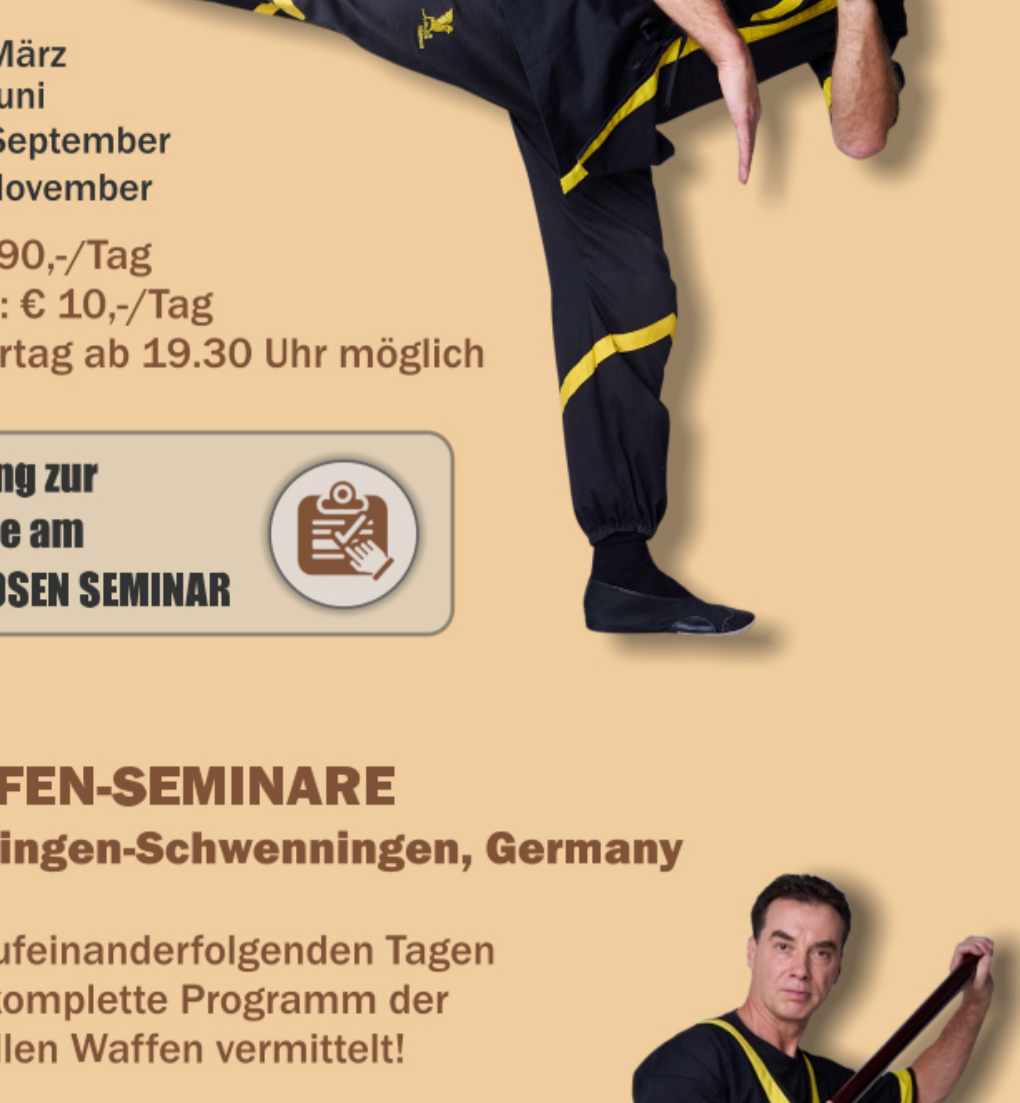 März
uni
September
November
90,-/Tag
: € 10,-/Tag
rtag ab 19.30 Uhr möglich
ng zur
e am
OSEN SEMINAR
FEN-SEMINARE
ingen-Schwenningen, Germany
ufeinanderfolgenden Tagen
komplette Programm der
llen Waffen vermittelt!